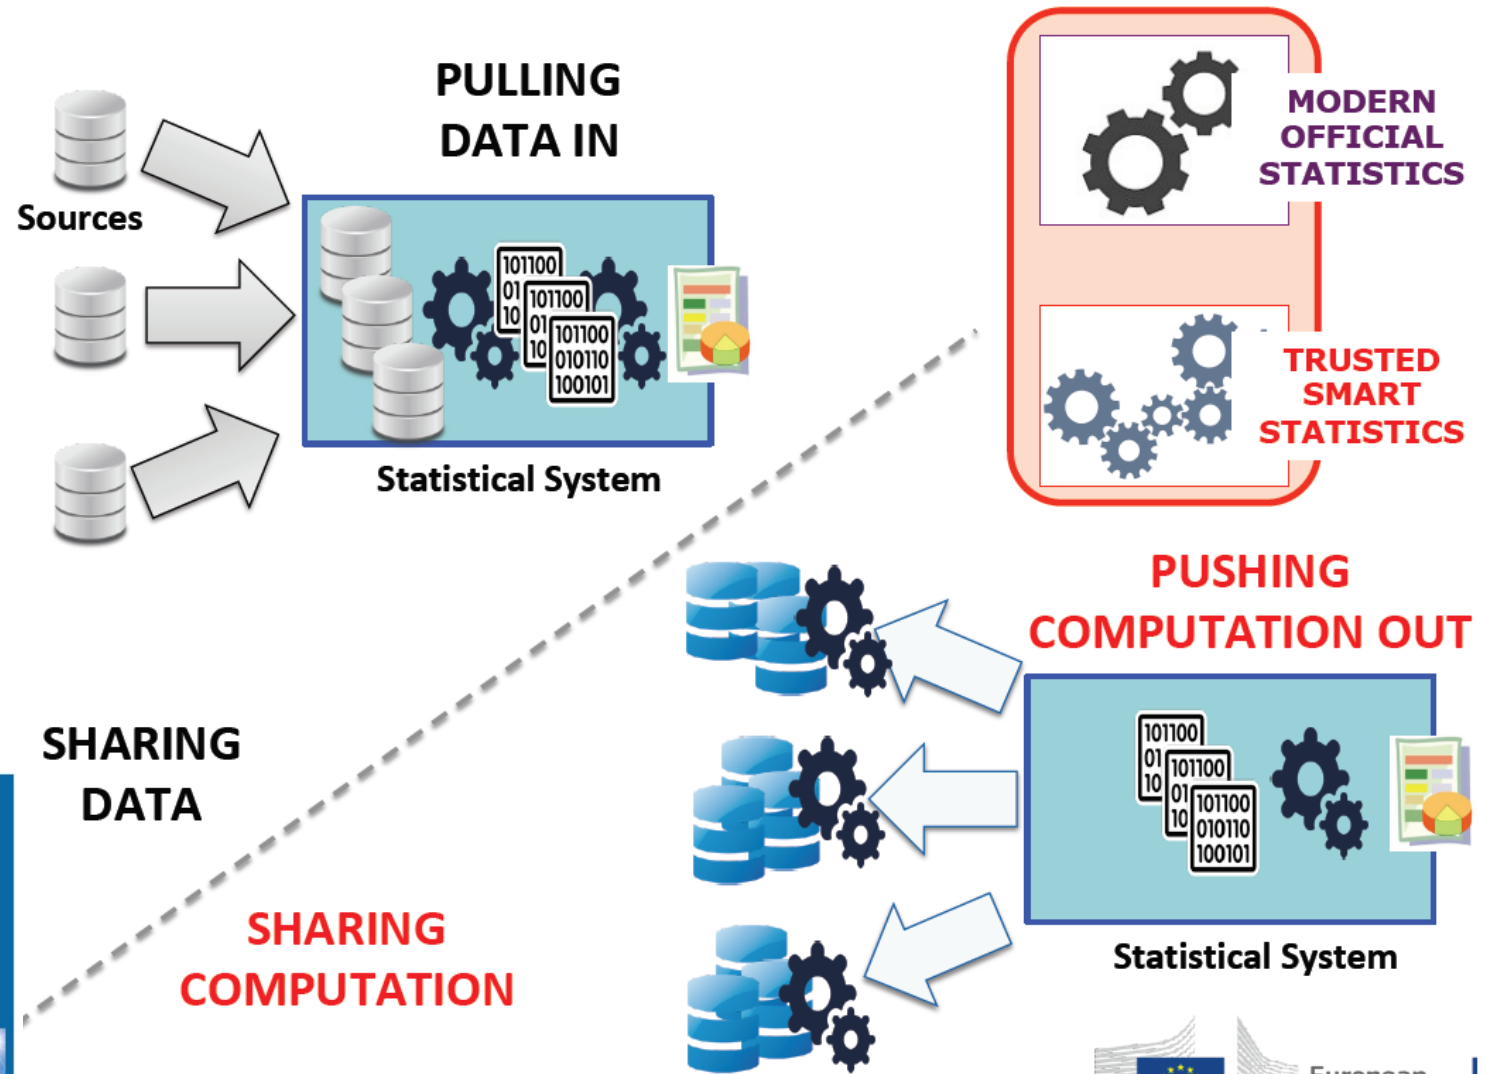 PULLING
DATA IN
Sources
101100
01
10
101100
01
10
101100
010110
100101
Statistical System
MODERN
OFFICIAL
STATISTICS
TRUSTED
SMART
STATISTICS
PUSHING
COMPUTATION OUT
SHARING
DATA
SHARING
COMPUTATION
101100
01
10
101100
01
10
101100
010110
100101
Statistical System
European